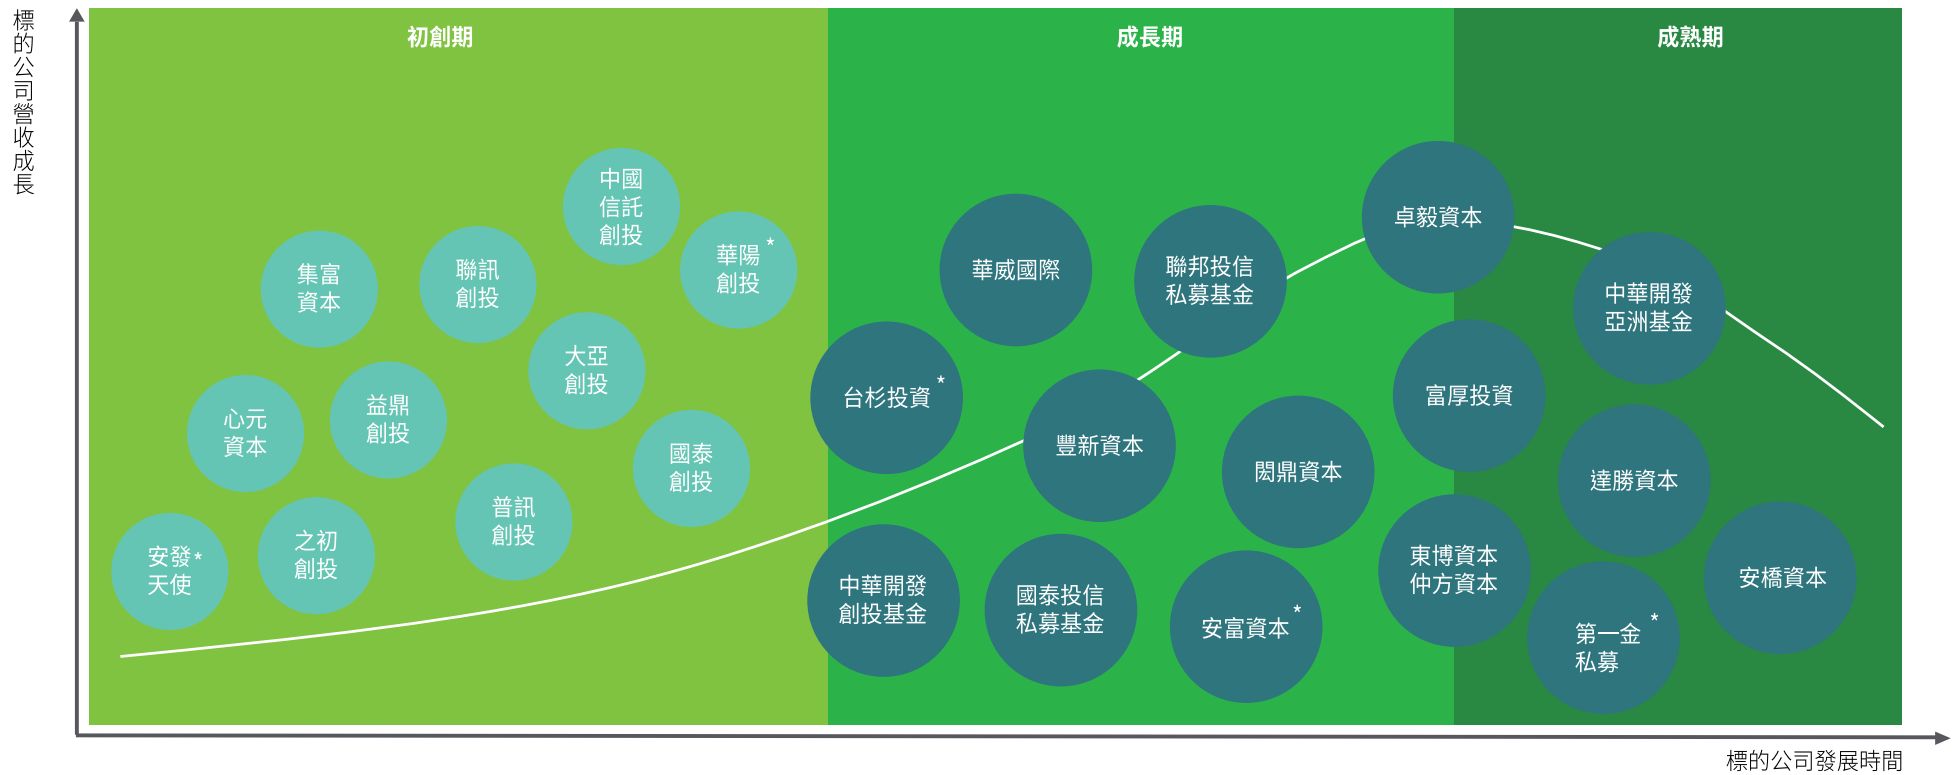 標的公司營收成長
初創期
成長期
成熟期
中國
信託
創投
華陽*
創投
集富
資本
聯訊
創投
大亞
創投
心元
資本
益鼎
創投
國泰
創投
普訊
創投
安發*
天使
之初
創投
華威國際
聯邦投信
私募基金
卓毅資本
中華開發
亞洲基金
台杉投資*
豐新資本
閎鼎資本
富厚投資
達勝資本
中華開發
創投基金
國泰投信
私募基金
安富資本*
東博資本
仲方資本
第一金*
私募
安橋資本
標的公司發展時間